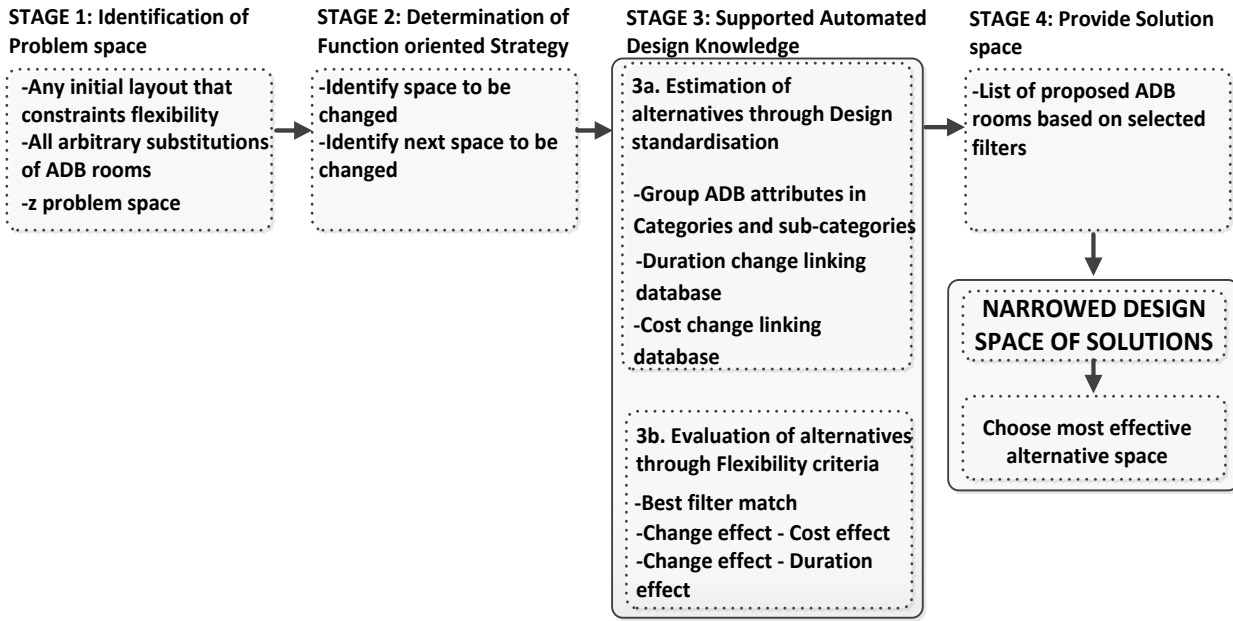 STAGE 1: Identification of
Problem space
-Any initial layout that
constraints flexibility
-All arbitrary substitutions
of ADB rooms
-z problem space
STAGE 2: Determination of
Function oriented Strategy
-Identify space to be
changed
-Identify next space to be
changed
STAGE 3: Supported Automated
Design Knowledge
3a. Estimation of
alternatives through Design
standardisation
-Group ADB attributes in
Categories and sub-categories
-Duration change linking
database
-Cost change linking
database
3b. Evaluation of alternatives
through Flexibility criteria
-Best filter match
-Change effect - Cost effect
-Change effect - Duration
effect
STAGE 4: Provide Solution
space
-List of proposed ADB
rooms based on selected
filters
NARROWED DESIGN
SPACE OF SOLUTIONS
Choose most effective
alternative space